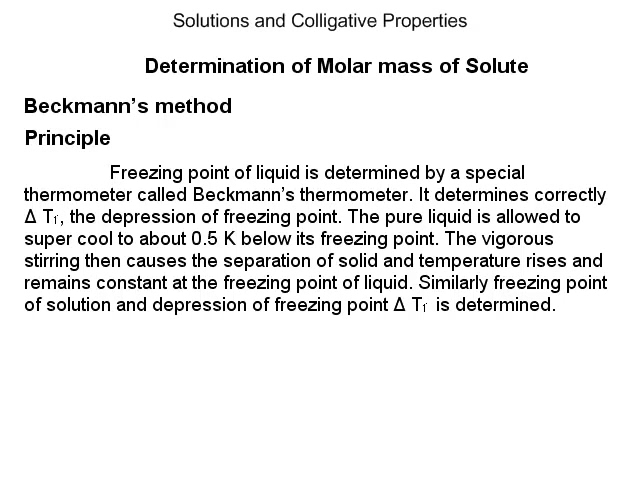 Solutions and Colligative Properties
Determination of Molar mass of Solute
Beckmann's method
Principle
Freezing point of liquid is determined by a special
thermometer called Beckmann's thermometer. It determines correctly
Δ Tf, the depression of freezing point. The pure liquid is allowed to
super cool to about 0.5 K below its freezing point. The vigorous
stirring then causes the separation of solid and temperature rises and
remains constant at the freezing point of liquid. Similarly freezing point
of solution and depression of freezing point Δ Tf is determined.